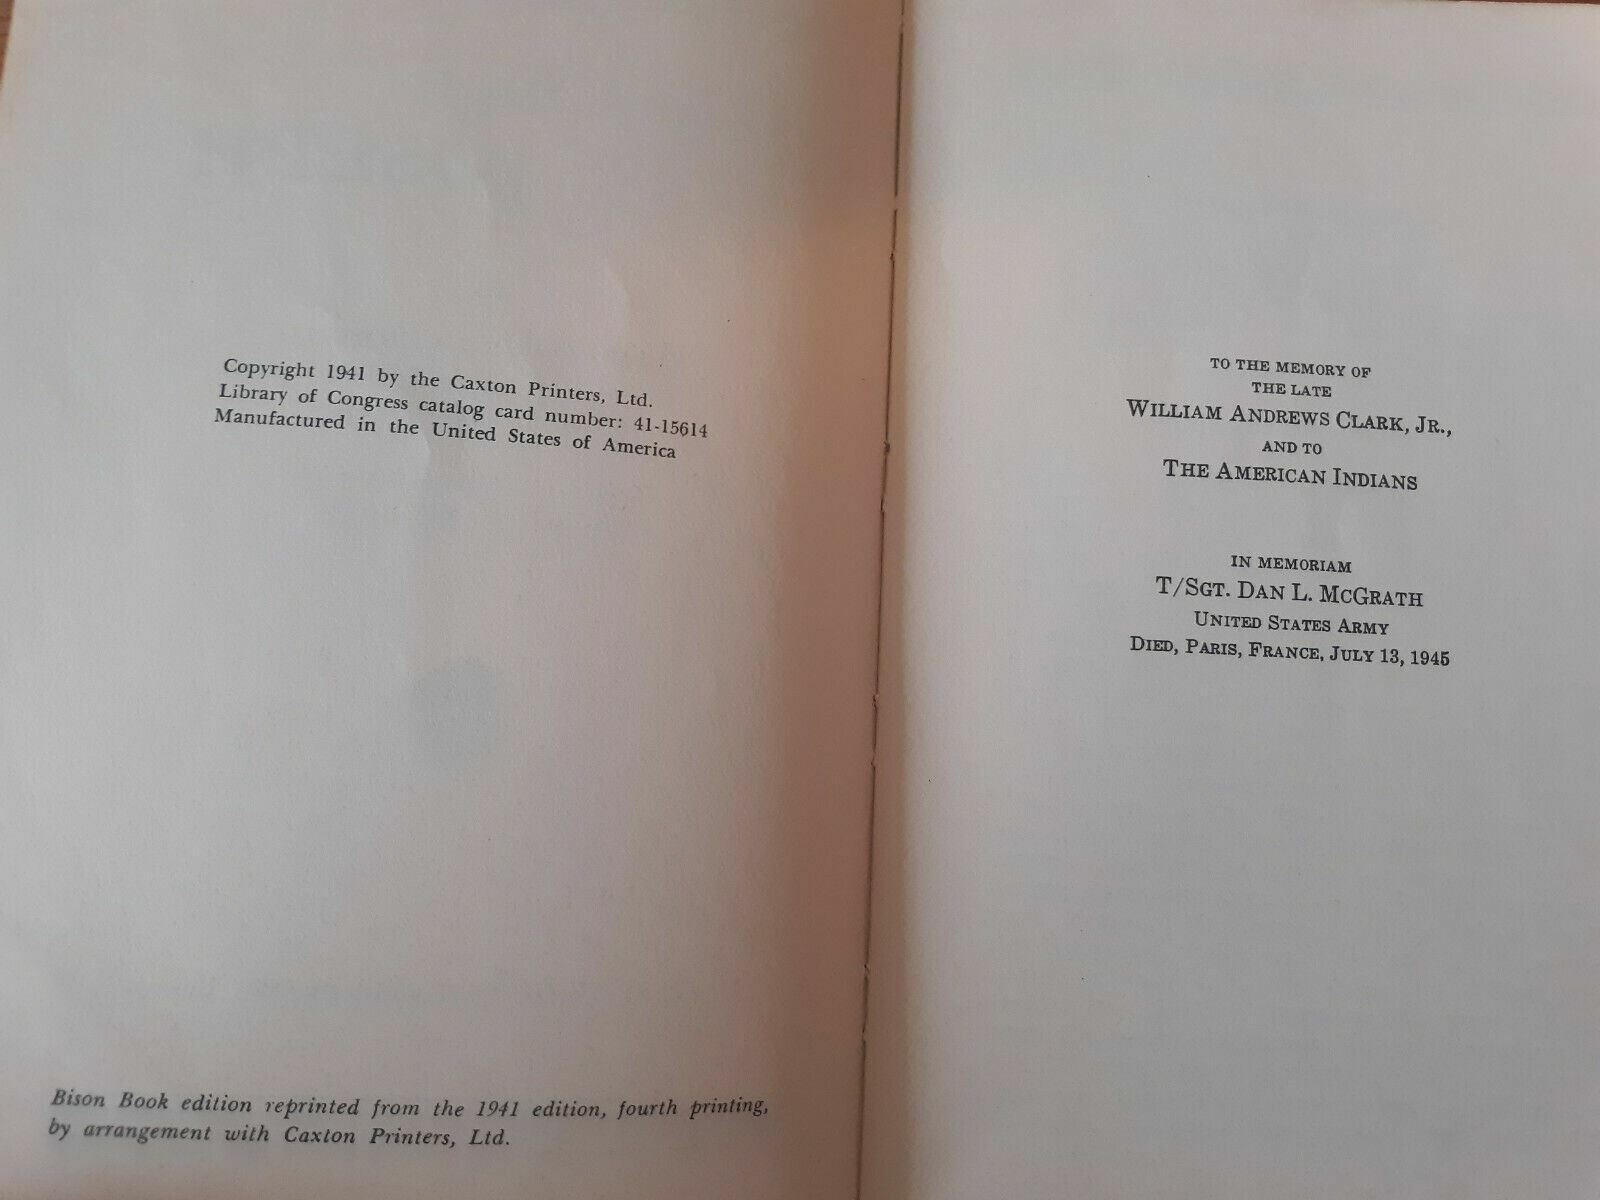 Copyright 1941 by the Caxton Printers, Ltd.
Library of Congress catalog card number: 41-15614
Manufactured in the United States of America
Bison Book edition reprinted from the 1941 edition, fourth printing,
by arrangement with Caxton Printers, Ltd.
TO THE MEMORY OF
THE LATE
WILLIAM ANDREWS CLARK, JR.,
AND TO
THE AMERICAN INDIANS
IN MEMORIAM
T/SGT. DAN L. MCGRATH
UNITED STATES ARMY
DIED, PARIS, FRANCE, JULY 13, 1945